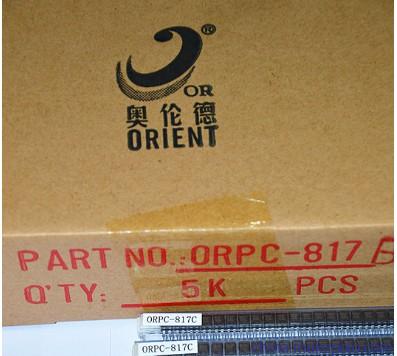 ®
OR
奥伦德
ORIENT
PART NO.: ORPC-817 B
Q'TY: 5K PCS
ORPC-817C
ORPC-817C